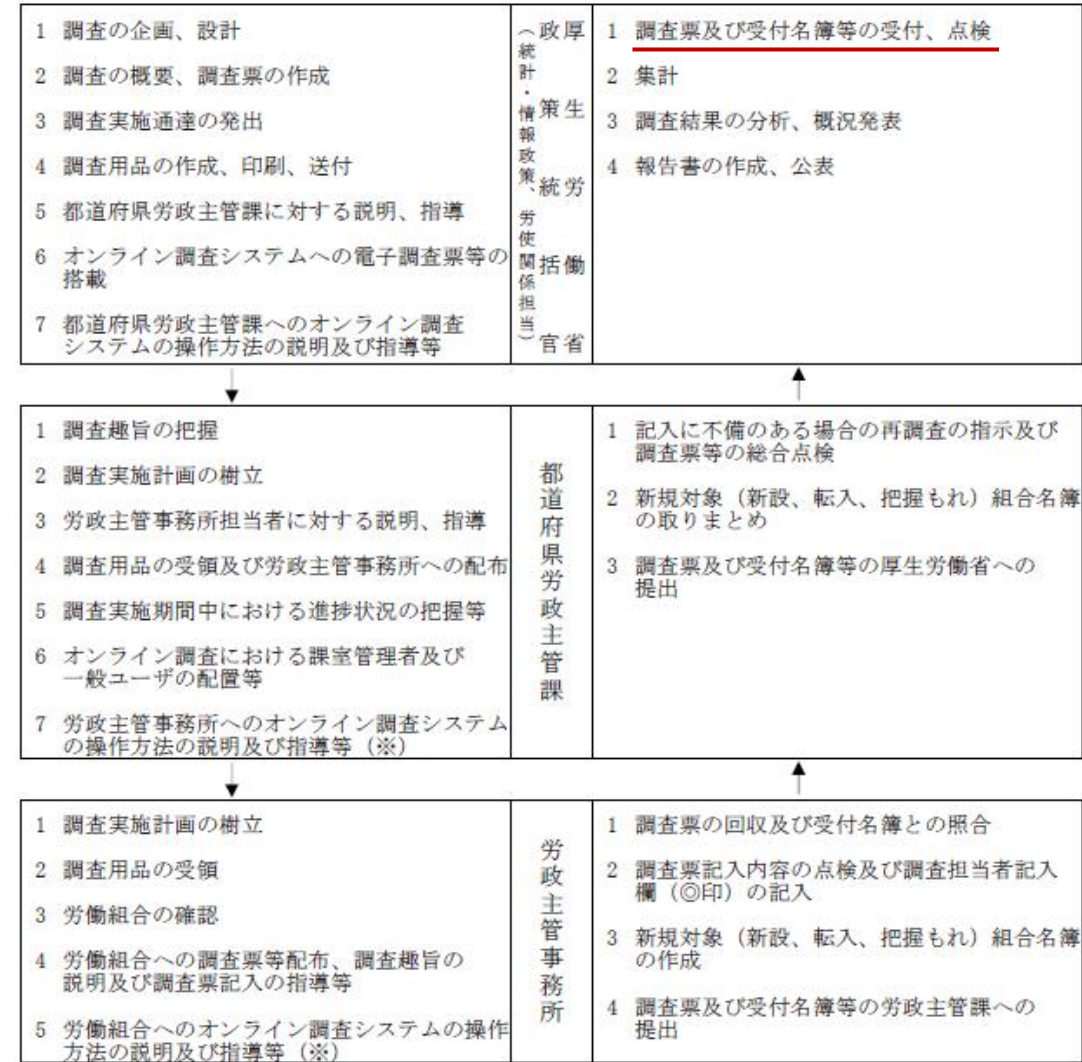 1 調査の企画、設計
2 調査の概要、調査票の作成
3 調査実施通達の発出
4 調査用品の作成、印刷、送付
5 都道府県労政主管課に対する説明、指導
6 オンライン調査システムへの電子調査票等の
搭載
7 都道府県労政主管課へのオンライン調査
システムの操作方法の説明及び指導等
厚生労働省
政策統括官
（統計・情報政策、労使関係担当）
1 調査票及び受付名簿等の受付、点検
2 集計
3 調査結果の分析、概況発表
4 報告書の作成、公表
1 調査趣旨の把握
2 調査実施計画の樹立
3 労政主管事務所担当者に対する説明、指導
4 調査用品の受領及び労政主管事務所への配布
5 調査実施期間中における進捗状況の把握等
6 オンライン調査における課室管理者及び
一般ユーザの配置等
7 労政主管事務所へのオンライン調査システム
の操作方法の説明及び指導等（※）
都道府県労政主管課
1 記入に不備のある場合の再調査の指示及び
調査票等の総合点検
2 新規対象（新設、転入、把握もれ）組合名簿
の取りまとめ
3 調査票及び受付名簿等の厚生労働省への
提出
1 調査実施計画の樹立
2 調査用品の受領
3 労働組合の確認
4 労働組合への調査票等配布、調査趣旨の
説明及び調査票記入の指導等
5 労働組合へのオンライン調査システムの操作
方法の説明及び指導等（※）
労政主管事務所
1 調査票の回収及び受付名簿との照合
2 調査票記入内容の点検及び調査担当者記入
欄（◎印）の記入
3 新規対象（新設、転入、把握もれ）組合名簿
の作成
4 調査票及び受付名簿等の労政主管課への
提出